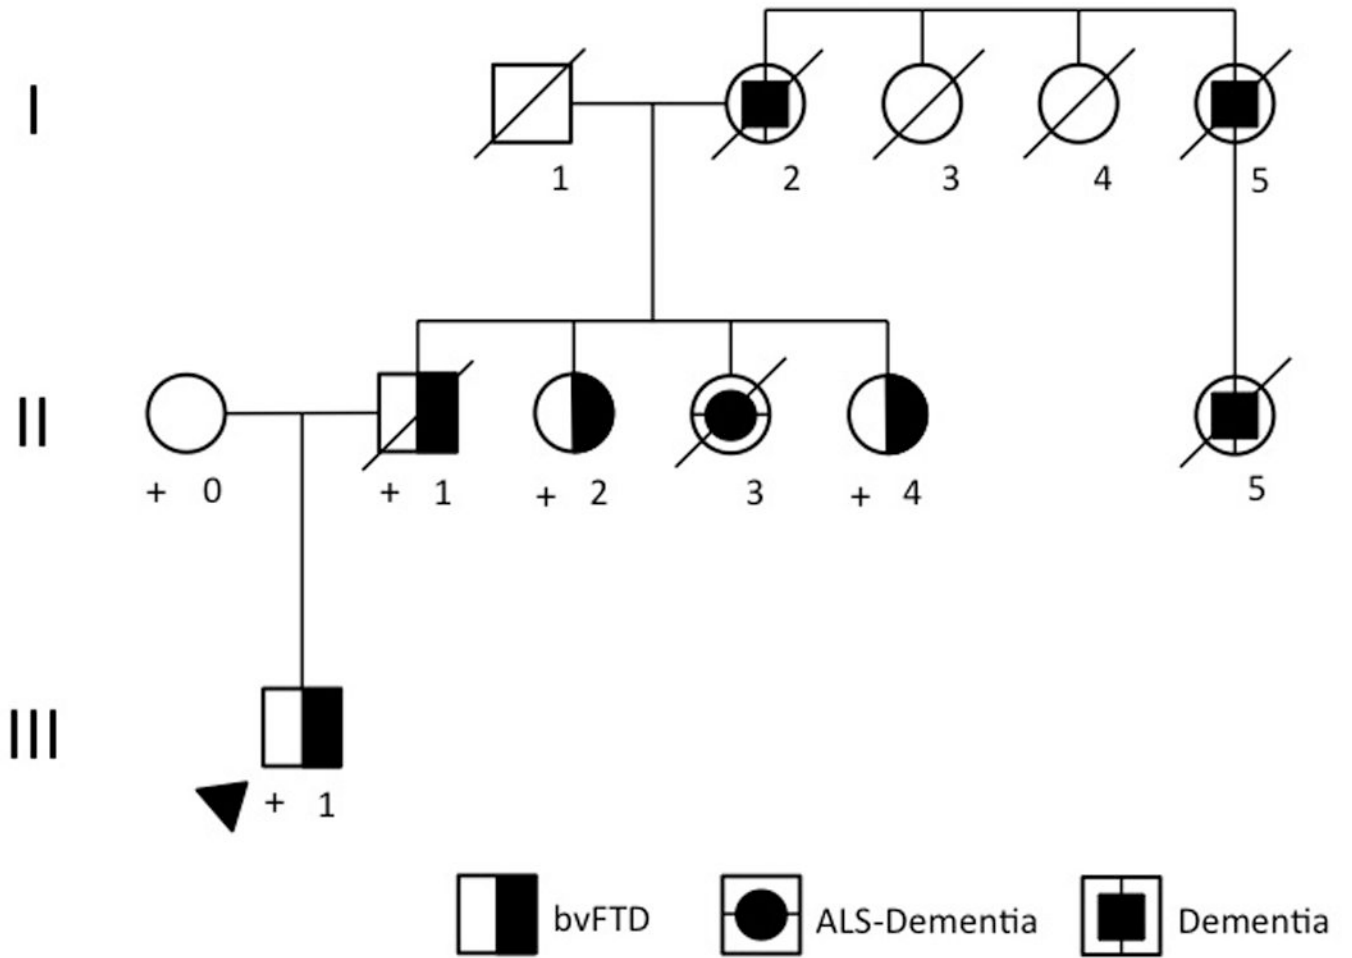 I
1 2 3 4 5
II
+ 0 + 1 + 2 3 + 4 5
III
+ 1
bvFTD ALS-Dementia Dementia